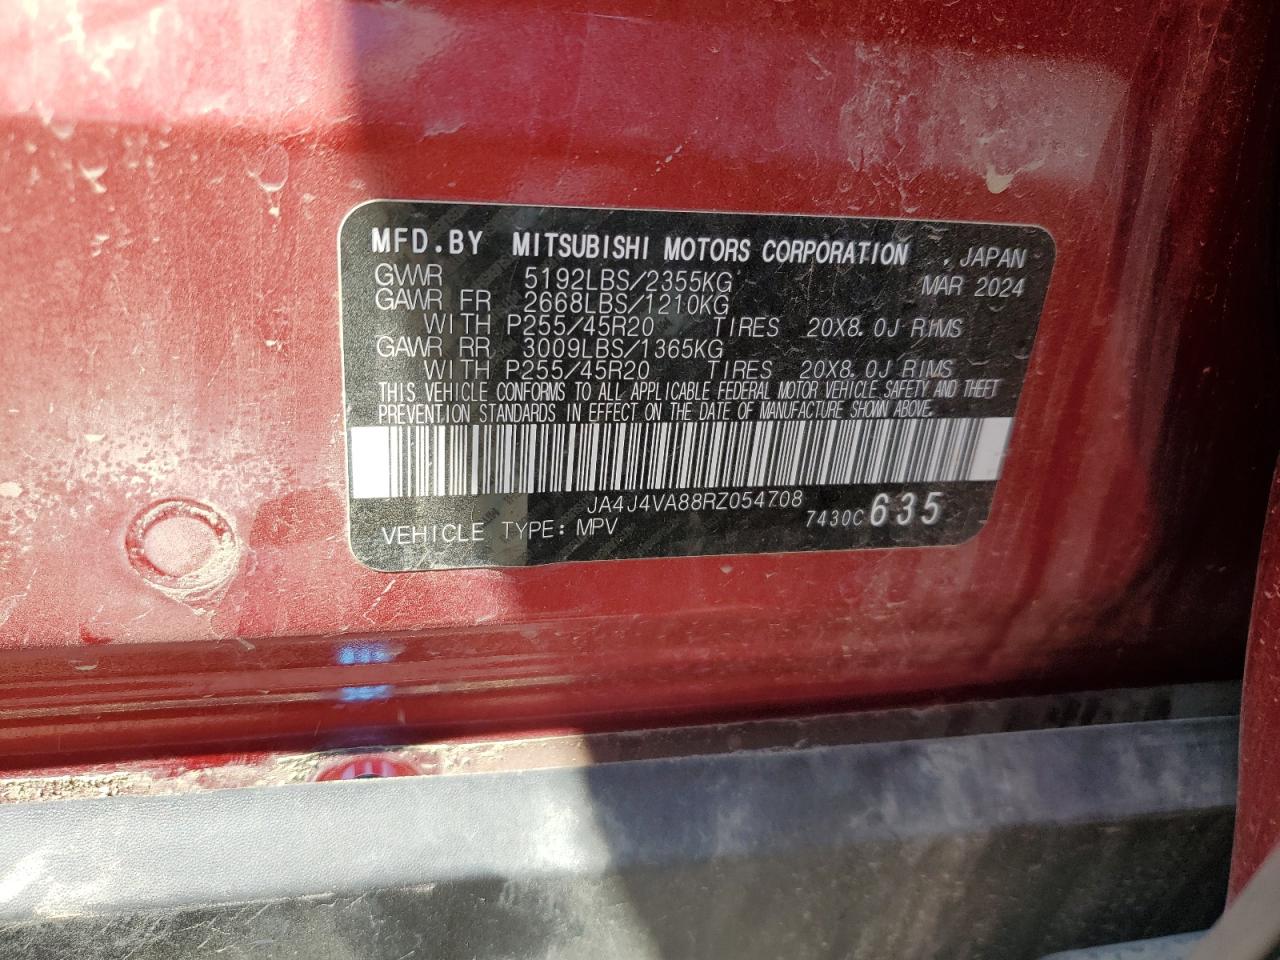 MFD.BY MITSUBISHI MOTORS CORPORATION , JAPAN
GVWR 5192LBS/2355KG MAR 2024
GAWR FR 2668LBS/1210KG
WITH P255/45R20 TIRES 20X8.0J RIMS
GAWR RR 3009LBS/1365KG
WITH P255/45R20 TIRES 20X8.0J RIMS
THIS VEHICLE CONFORMS TO ALL APPLICABLE FEDERAL MOTOR VEHICLE SAFETY AND THEFT
PREVENTION STANDARDS IN EFFECT ON THE DATE OF MANUFACTURE SHOWN ABOVE.
JA4J4VA88RZ054708
VEHICLE TYPE: MPV 7430C 635